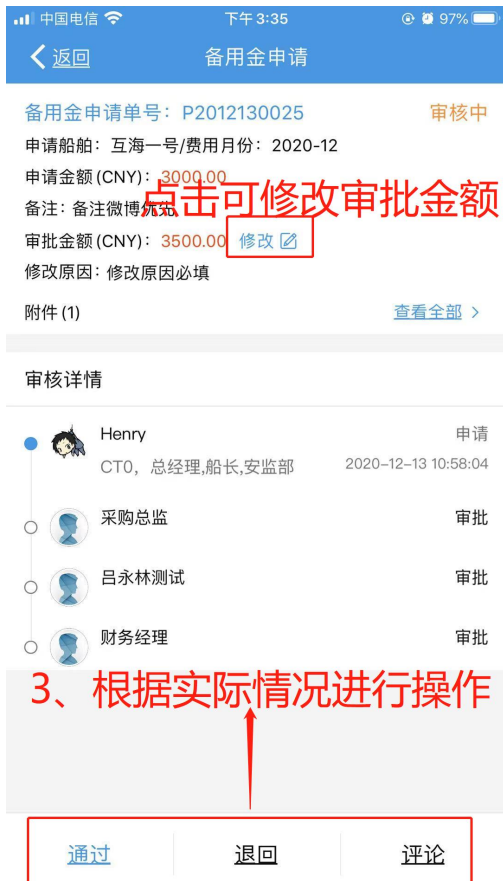 中国电信 下午3:35 97%
返回 备用金申请
备用金申请单号：P2012130025 审核中
申请船舶：互海一号/费用月份：2020-12
申请金额(CNY)：3000.00
点击可修改审批金额
备注：备注微博优先
审批金额(CNY)：3500.00 修改
修改原因：修改原因必填
附件(1) 查看全部
审核详情
Henry 申请
CTO，总经理,船长,安监部 2020-12-13 10:58:04
采购总监 审批
吕永林测试 审批
财务经理 审批
3、根据实际情况进行操作
通过 退回 评论